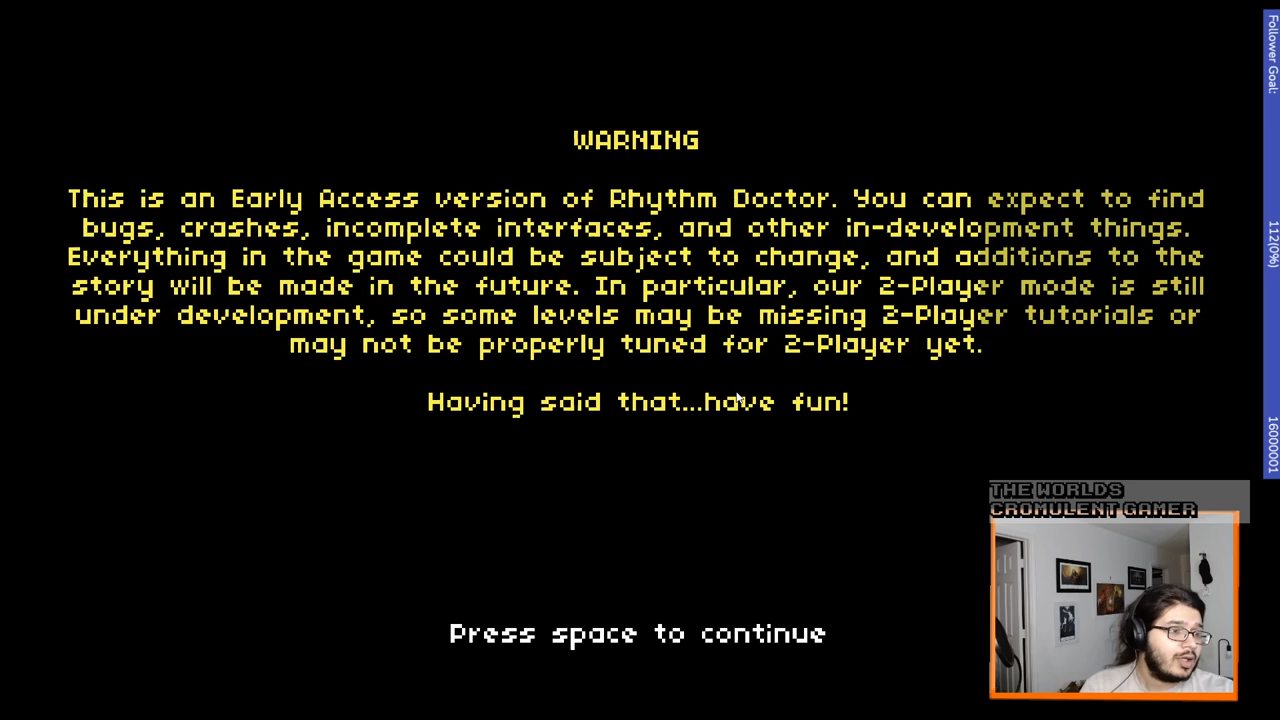 WARNING
This is an Early Access version of Rhythm Doctor. You can expect to find
bugs, crashes, incomplete interfaces, and other in-development things.
Everything in the game could be subject to change, and additions to the
story will be made in the future. In particular, our 2-Player mode is still
under development, so some levels may be missing 2-Player tutorials or
may not be properly tuned for 2-Player yet.
Having said that...have fun!
Press space to continue
THE WORLDS
CROMULENT GAMER
Follower Goal:
112(0%)
16000001